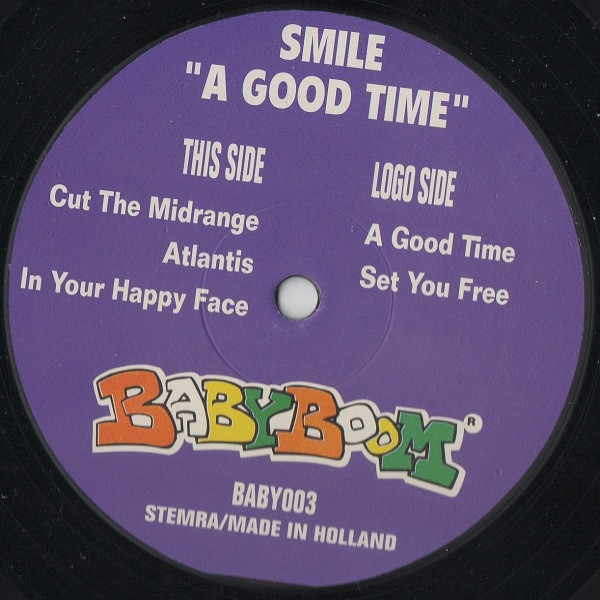 SMILE
"A GOOD TIME"
THIS SIDE
Cut The Midrange
Atlantis
In Your Happy Face
LOGO SIDE
A Good Time
Set You Free
BABYBOOM®
BABY003
STEMRA/MADE IN HOLLAND